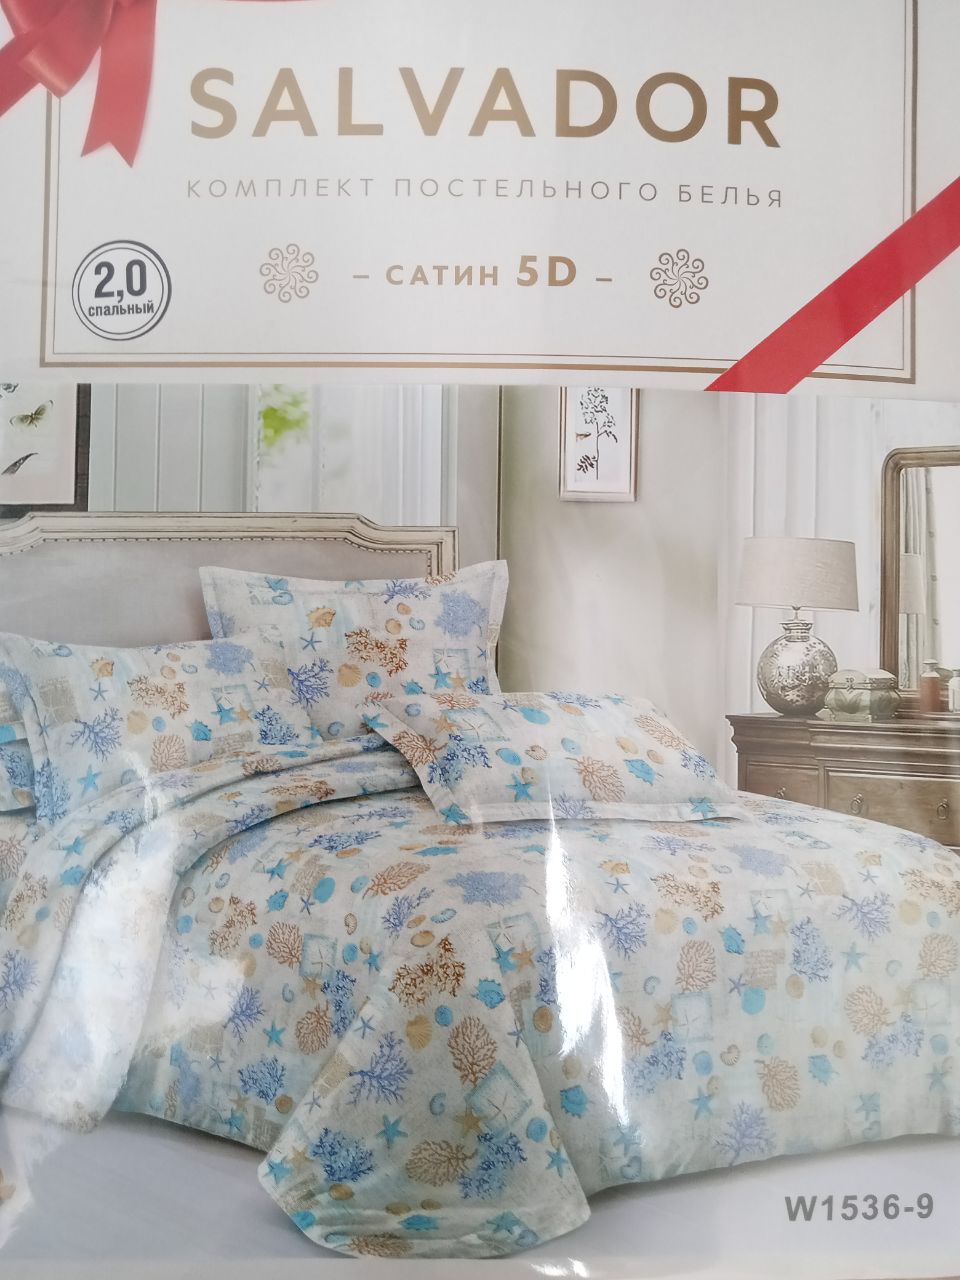 SALVADOR
КОМПЛЕКТ ПОСТЕЛЬНОГО БЕЛЬЯ
– САТИН 5D –
2,0
спальный
W1536-9